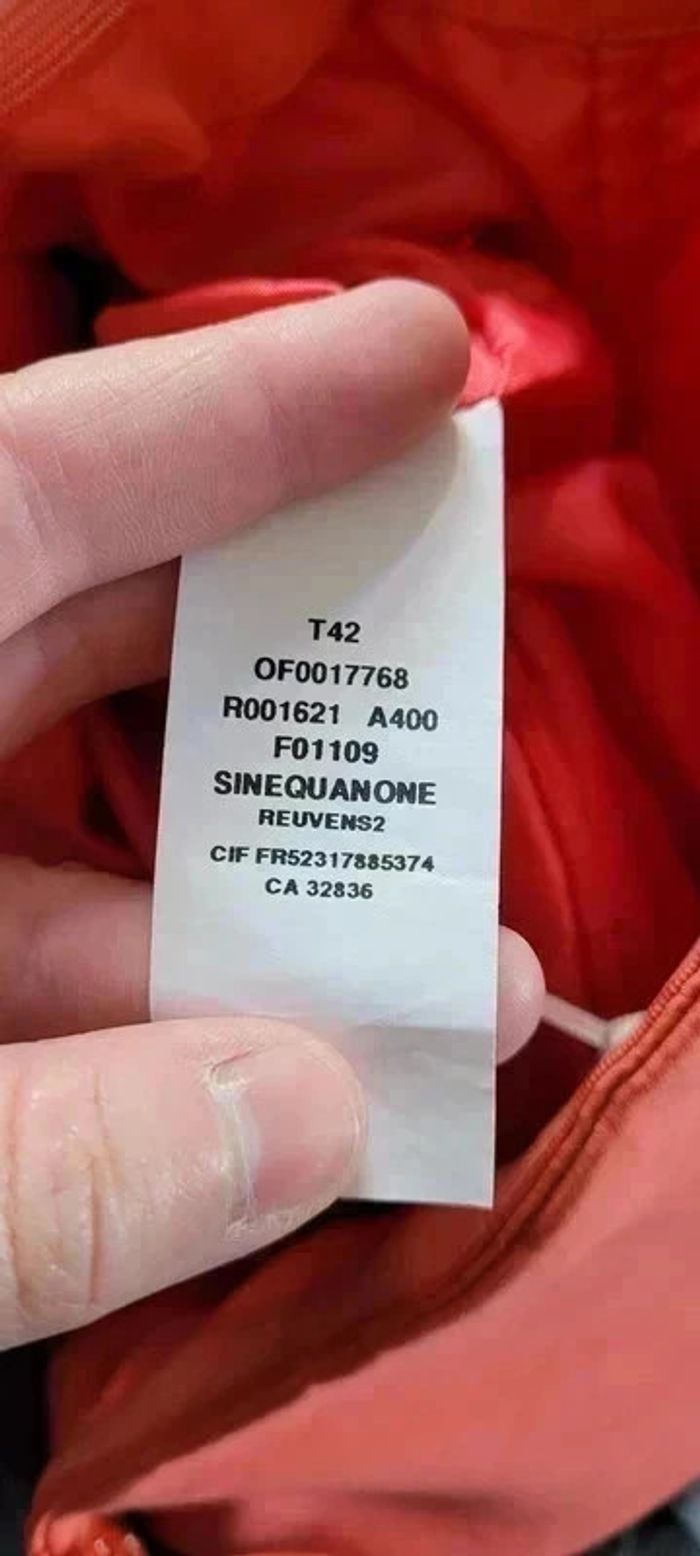 T42
OF0017768
R001621 A400
F01109
SINEQUANONE
REUVENS2
CIF FR52317885374
CA 32836